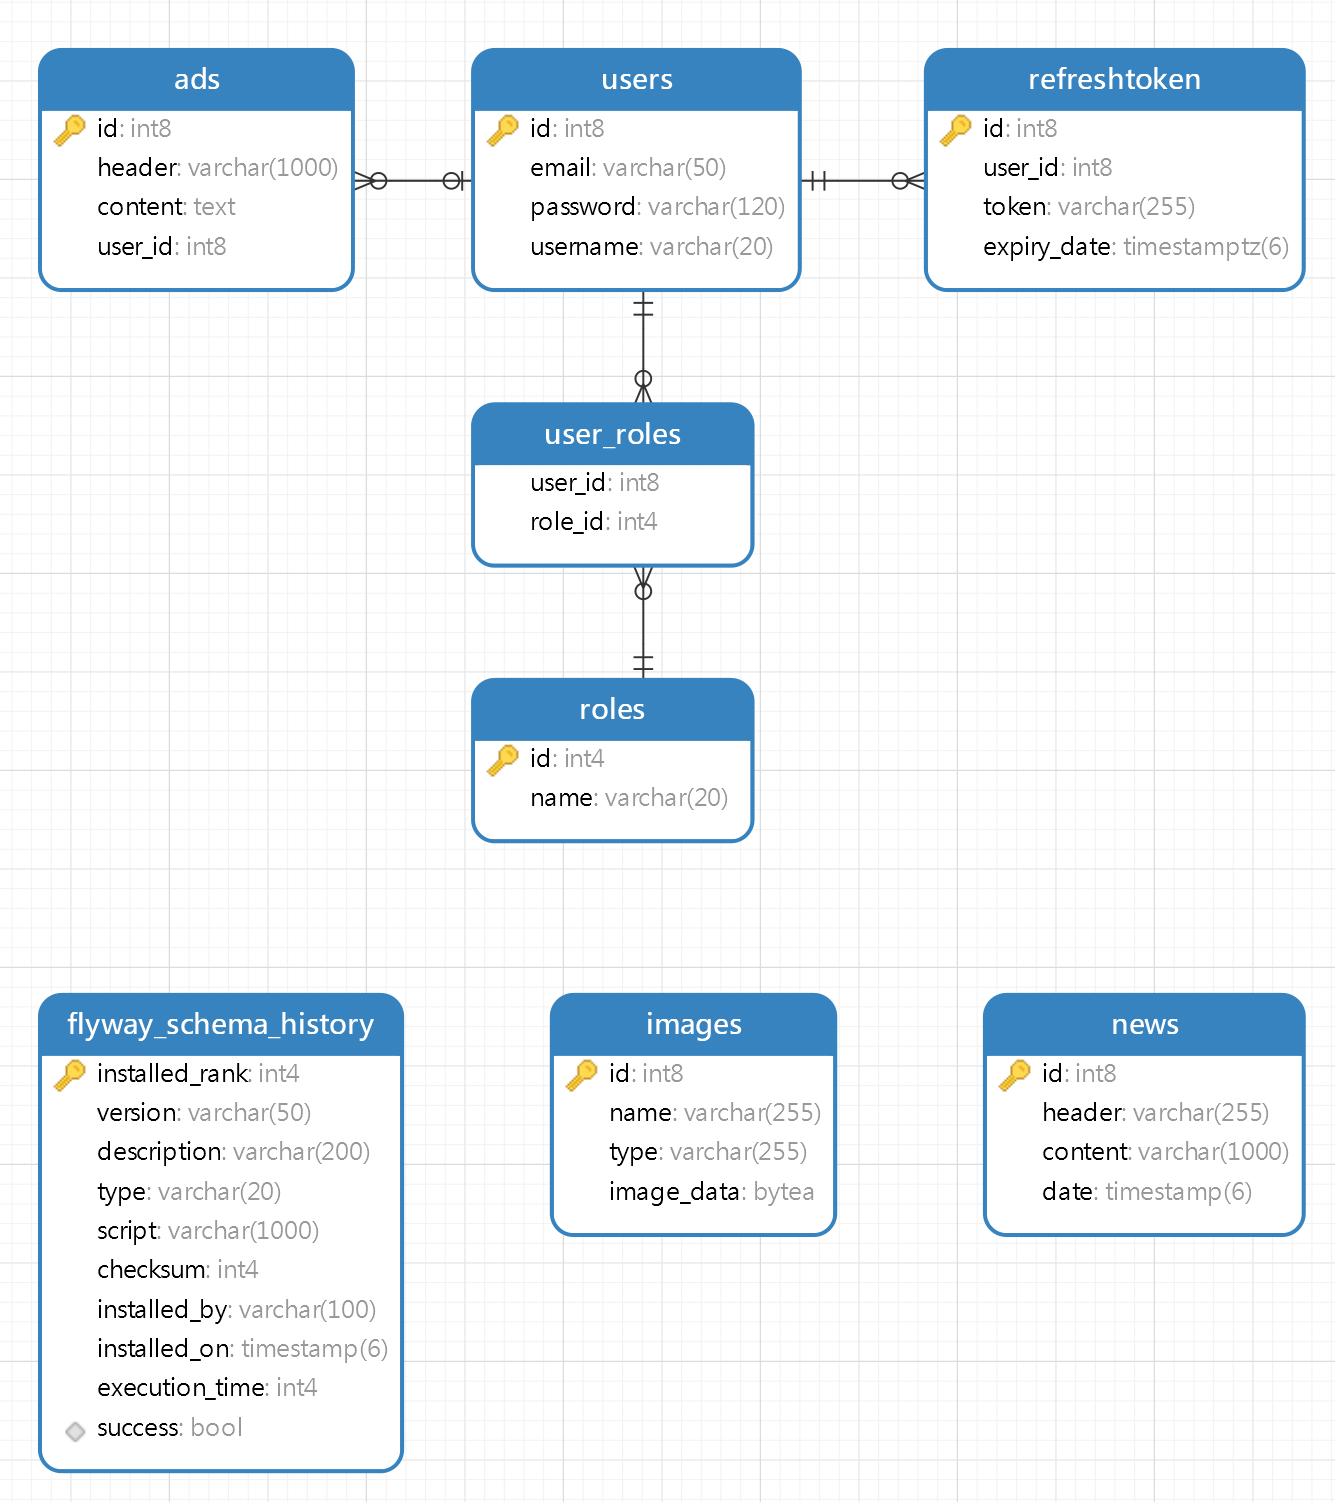 ads
id: int8
header: varchar(1000)
content: text
user_id: int8
users
id: int8
email: varchar(50)
password: varchar(120)
username: varchar(20)
refreshtoken
id: int8
user_id: int8
token: varchar(255)
expiry_date: timestamptz(6)
user_roles
user_id: int8
role_id: int4
roles
id: int4
name: varchar(20)
flyway_schema_history
installed_rank: int4
version: varchar(50)
description: varchar(200)
type: varchar(20)
script: varchar(1000)
checksum: int4
installed_by: varchar(100)
installed_on: timestamp(6)
execution_time: int4
success: bool
images
id: int8
name: varchar(255)
type: varchar(255)
image_data: bytea
news
id: int8
header: varchar(255)
content: varchar(1000)
date: timestamp(6)